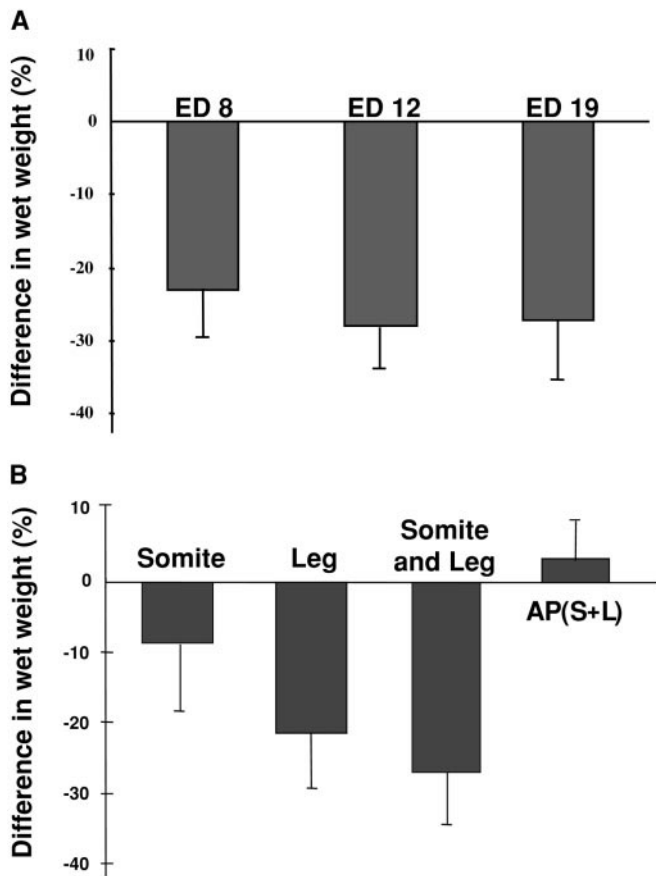 A
Difference in wet weight (%)
10
0
-10
-20
-30
-40
ED 8 ED 12 ED 19
B
Difference in wet weight (%)
10
0
-10
-20
-30
-40
Somite
Leg
Somite
and Leg
AP(S+L)